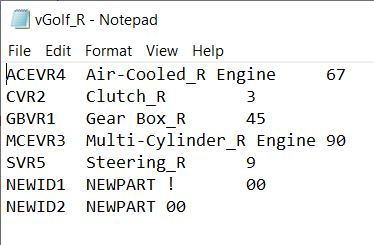 vGolf_R - Notepad
File Edit Format View Help
ACEVR4 Air-Cooled_R Engine 67
CVR2 Clutch_R 3
GBVR1 Gear Box_R 45
MCEVR3 Multi-Cylinder_R Engine 90
SVR5 Steering_R 9
NEWID1 NEWPART ! 00
NEWID2 NEWPART 00